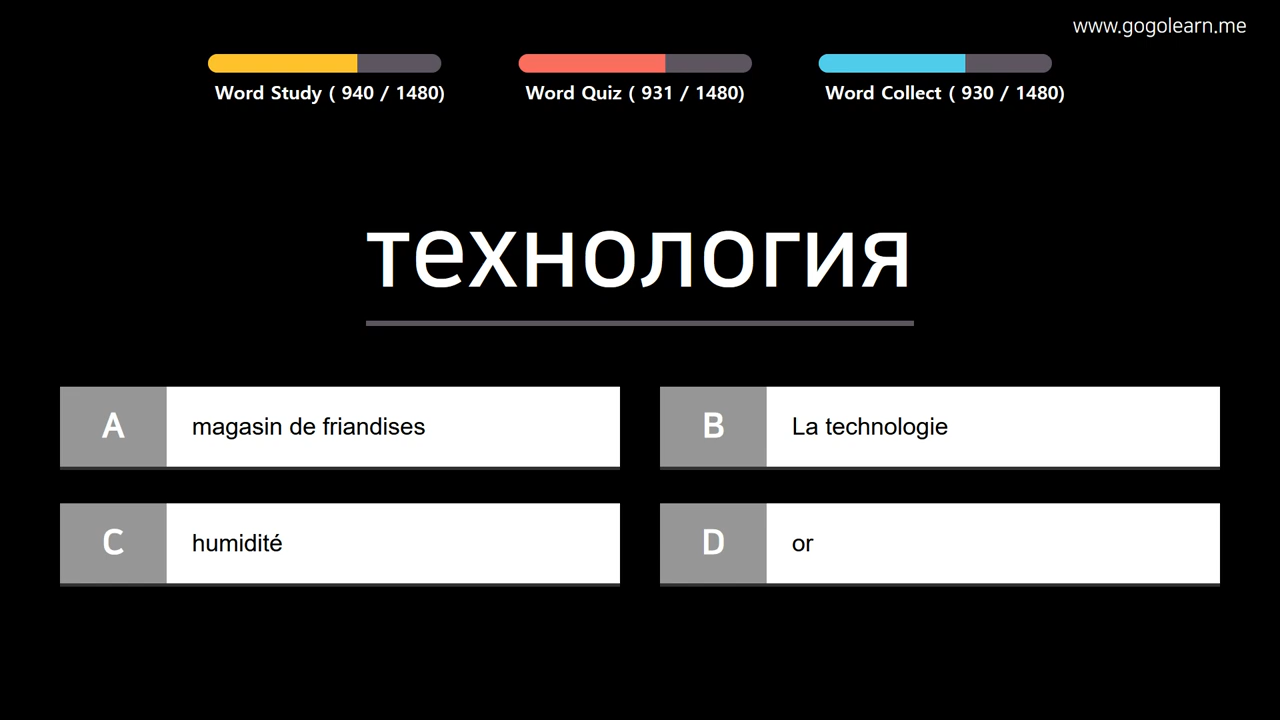 www.gogolearn.me
Word Study ( 940 / 1480)
Word Quiz ( 931 / 1480)
Word Collect ( 930 / 1480)
технология
A magasin de friandises
B La technologie
C humidité
D or